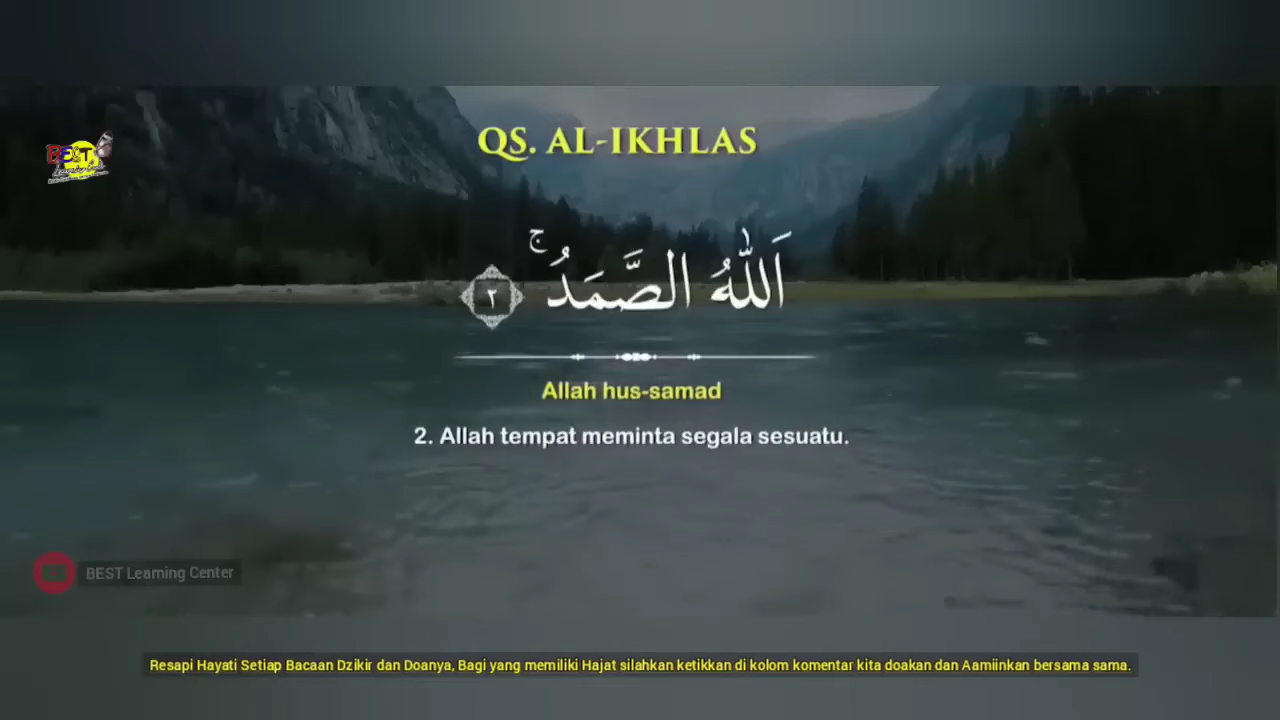 BEST
QS. AL-IKHLAS
اَللّٰهُ الصَّمَدُۚ ٢
Allah hus-samad
2. Allah tempat meminta segala sesuatu.
BEST Learning Center
Resapi Hayati Setiap Bacaan Dzikir dan Doanya, Bagi yang memiliki Hajat silahkan ketikkan di kolom komentar kita doakan dan Aamiinkan bersama sama.